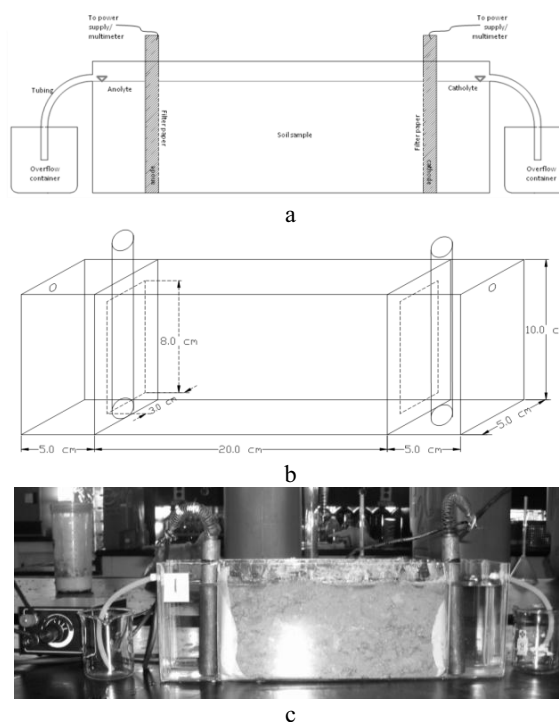 To power
supply/
multimeter
To power
supply/
multimeter
Tubing
Anolyte
Catholyte
Filter paper
Soil sample
Filter paper
anode
cathode
Overflow
container
Overflow
container
a
8.0 cm
3.0 cm
10.0 c
5.0 cm
5.0 cm
20.0 cm
5.0 cm
b
I
c